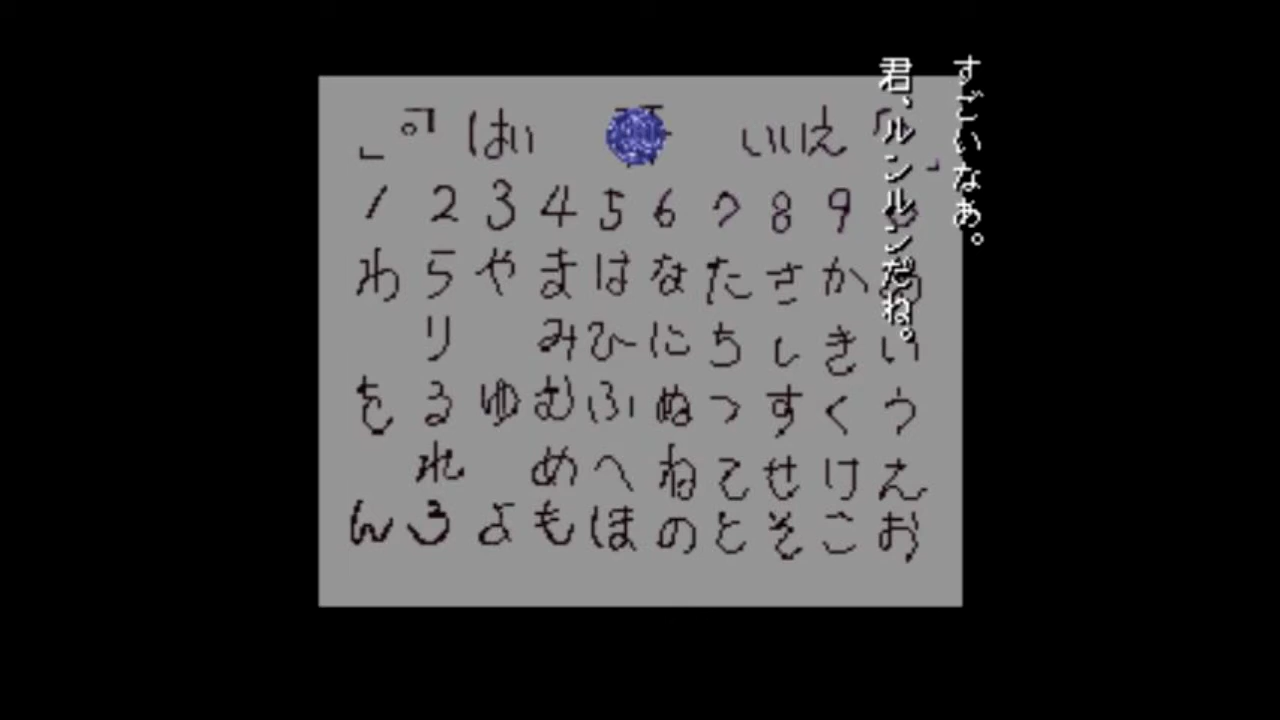 すごいなあ。
君、ルンルンだね。
はい いいえ
1 2 3 4 5 6 7 8 9
わ ら や ま は な た さ か
り み ひ に ち し き い
を る ゆ む ふ ぬ つ す く う
れ め へ ね て せ け え
ん ろ よ も ほ の と そ こ お